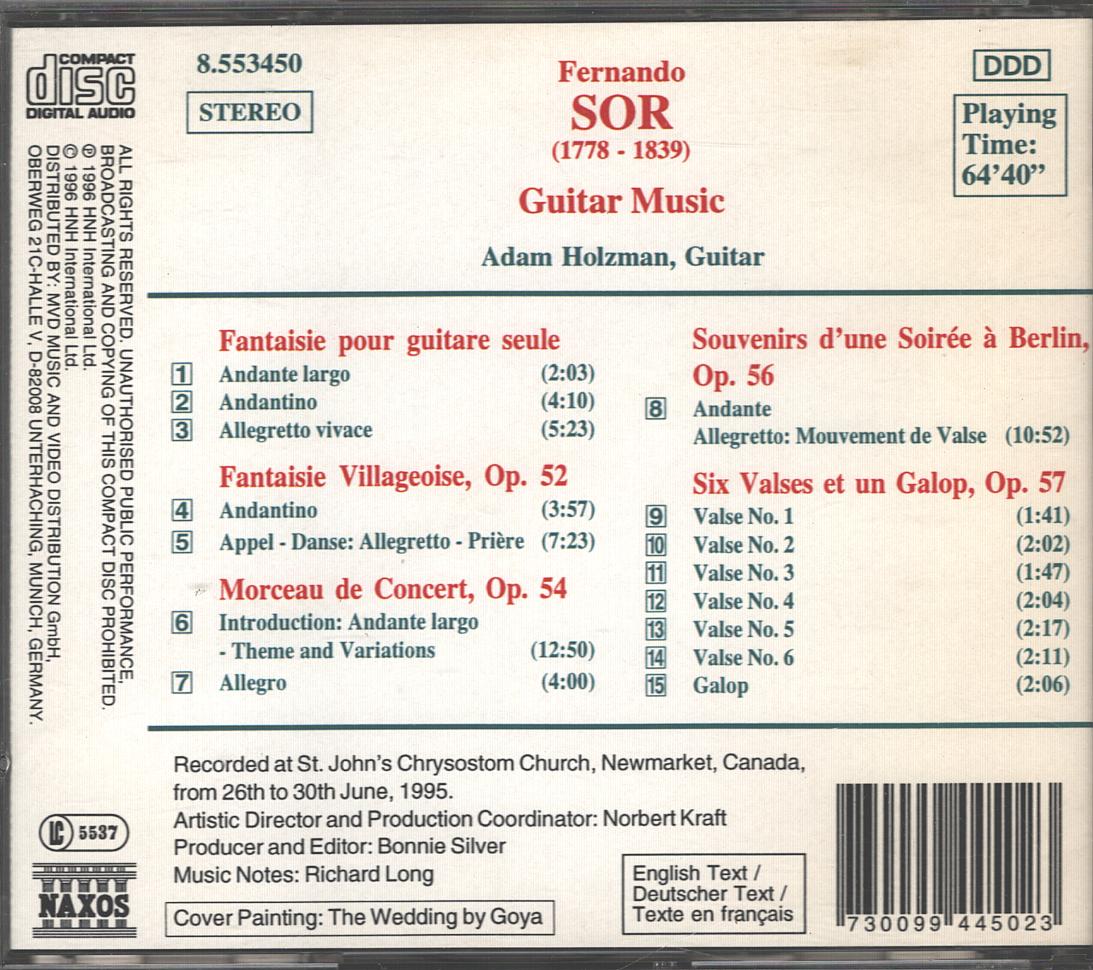 COMPACT
disc
DIGITAL AUDIO
8.553450
STEREO
Fernando
SOR
(1778 - 1839)
Guitar Music
Adam Holzman, Guitar
DDD
Playing
Time:
64’40”
ALL RIGHTS RESERVED. UNAUTHORISED PUBLIC PERFORMANCE,
BROADCASTING AND COPYING OF THIS COMPACT DISC PROHIBITED.
℗ 1996 HNH International Ltd.
© 1996 HNH International Ltd.
DISTRIBUTED BY: MVD MUSIC AND VIDEO DISTRIBUTION GmbH,
OBERWEG 21C-HALLE V, D-82008 UNTERHACHING, MUNICH, GERMANY.
Fantaisie pour guitare seule
1 Andante largo (2:03)
2 Andantino (4:10)
3 Allegretto vivace (5:23)
Fantaisie Villageoise, Op. 52
4 Andantino (3:57)
5 Appel - Danse: Allegretto - Prière (7:23)
Morceau de Concert, Op. 54
6 Introduction: Andante largo
- Theme and Variations (12:50)
7 Allegro (4:00)
Souvenirs d’une Soirée à Berlin,
Op. 56
8 Andante
Allegretto: Mouvement de Valse (10:52)
Six Valses et un Galop, Op. 57
9 Valse No. 1 (1:41)
10 Valse No. 2 (2:02)
11 Valse No. 3 (1:47)
12 Valse No. 4 (2:04)
13 Valse No. 5 (2:17)
14 Valse No. 6 (2:11)
15 Galop (2:06)
Recorded at St. John’s Chrysostom Church, Newmarket, Canada,
from 26th to 30th June, 1995.
Artistic Director and Production Coordinator: Norbert Kraft
Producer and Editor: Bonnie Silver
Music Notes: Richard Long
Cover Painting: The Wedding by Goya
English Text /
Deutscher Text /
Texte en français
LC 5537
NAXOS
730099 445023